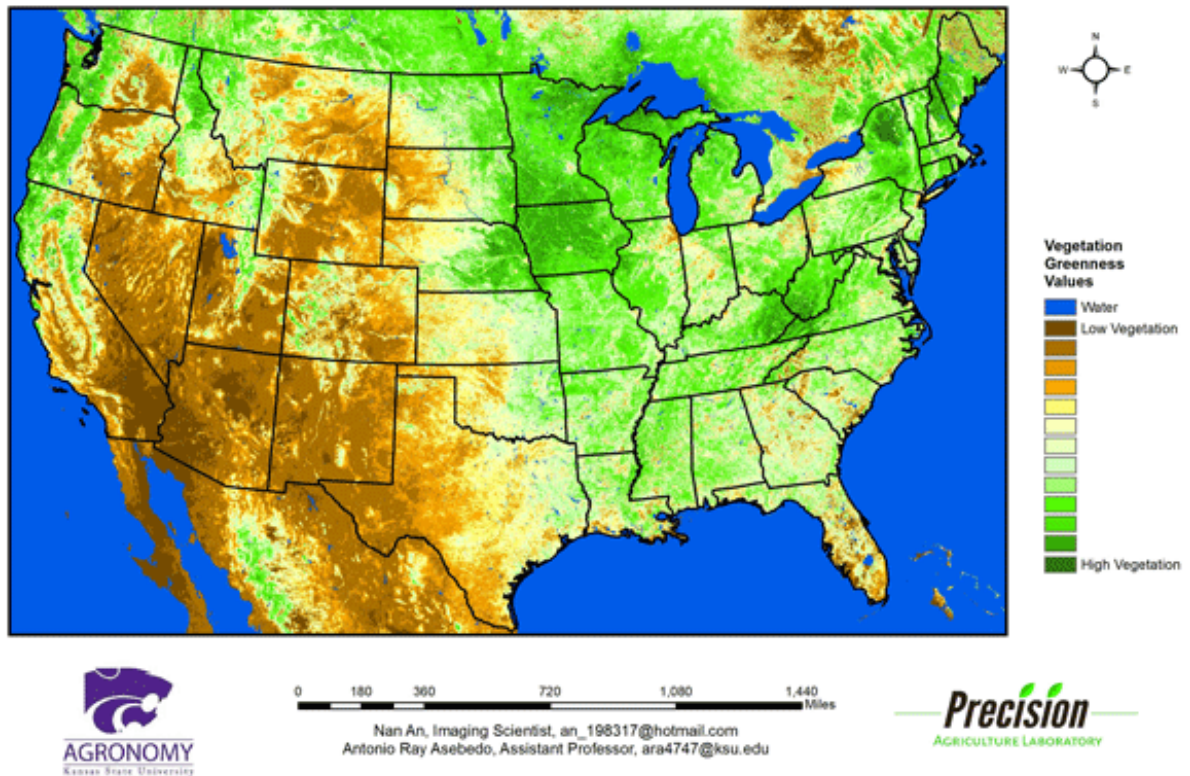 N
W E
S
Vegetation
Greenness
Values
Water
Low Vegetation
High Vegetation
0 180 360 720 1,080 1,440
Miles
Nan An, Imaging Scientist, an_198317@hotmail.com
Antonio Ray Asebedo, Assistant Professor, ara4747@ksu.edu
AGRONOMY
Kansas State University
Precision
AGRICULTURE LABORATORY